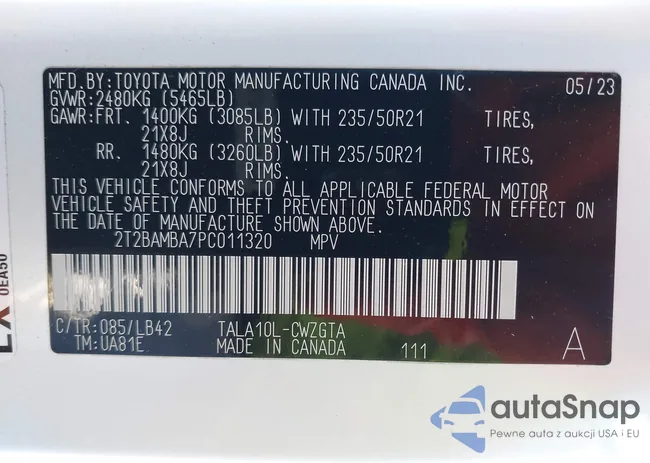 MFD.BY:TOYOTA MOTOR MANUFACTURING CANADA INC. 05/23
GVWR:2480KG (5465LB)
GAWR:FRT. 1400KG (3085LB) WITH 235/50R21 TIRES,
21X8J RIMS.
RR. 1480KG (3260LB) WITH 235/50R21 TIRES,
21X8J RIMS.
THIS VEHICLE CONFORMS TO ALL APPLICABLE FEDERAL MOTOR
VEHICLE SAFETY AND THEFT PREVENTION STANDARDS IN EFFECT ON
THE DATE OF MANUFACTURE SHOWN ABOVE.
2T2BAMBA7PC011320 MPV
C/TR:085/LB42 TALA10L-CWZGTA
TM:UA81E MADE IN CANADA 111 A
0EA50
autaSnap
Pewne auta z aukcji USA i EU